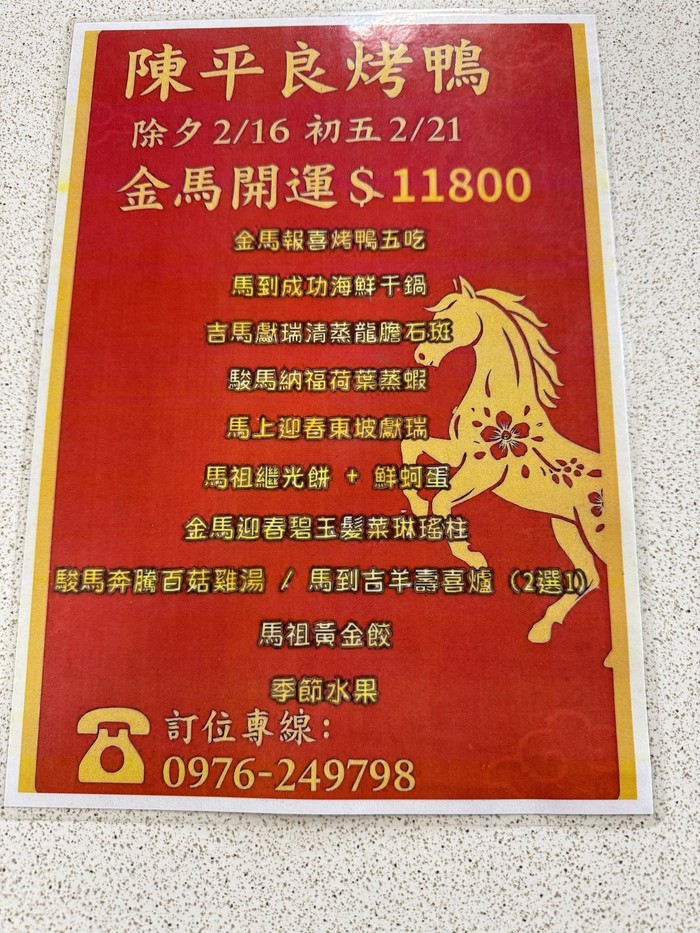 陳平良烤鴨
除夕2/16 初五2/21
金馬開運$11800
金馬報喜烤鴨五吃
馬到成功海鮮干鍋
吉馬獻瑞清蒸龍膽石斑
駿馬納福荷葉蒸蝦
馬上迎春東坡獻瑞
馬祖繼光餅 + 鮮蚵蛋
金馬迎春碧玉髮菜琳瑤柱
駿馬奔騰百菇雞湯 / 馬到吉羊壽喜爐 (2選1)
馬祖黃金餃
季節水果
訂位專線:
0976-249798